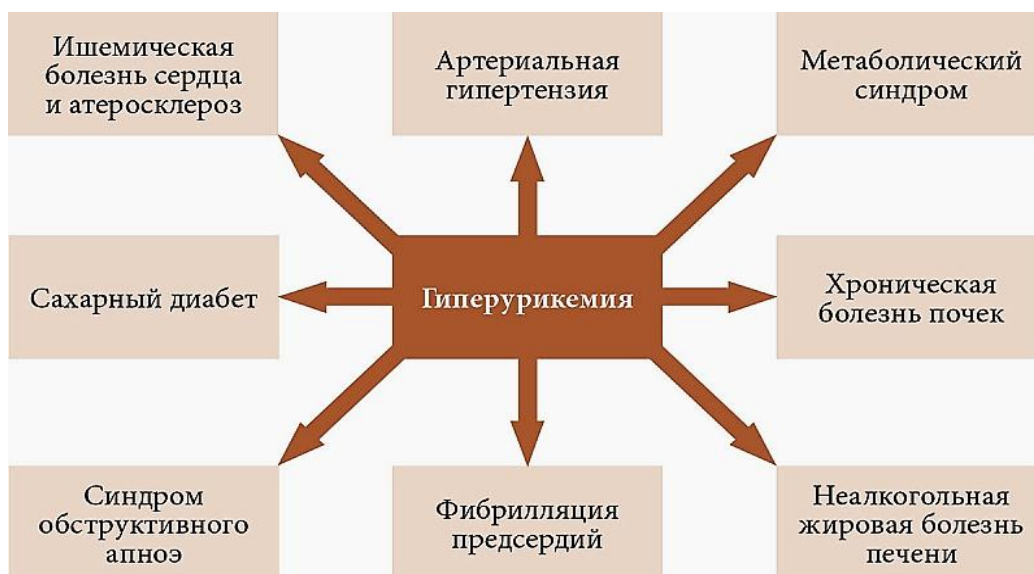 Ишемическая
болезнь сердца
и атеросклероз
Артериальная
гипертензия
Метаболический
синдром
Сахарный диабет
Гиперурикемия
Хроническая
болезнь почек
Синдром
обструктивного
апноэ
Фибрилляция
предсердий
Неалкогольная
жировая болезнь
печени